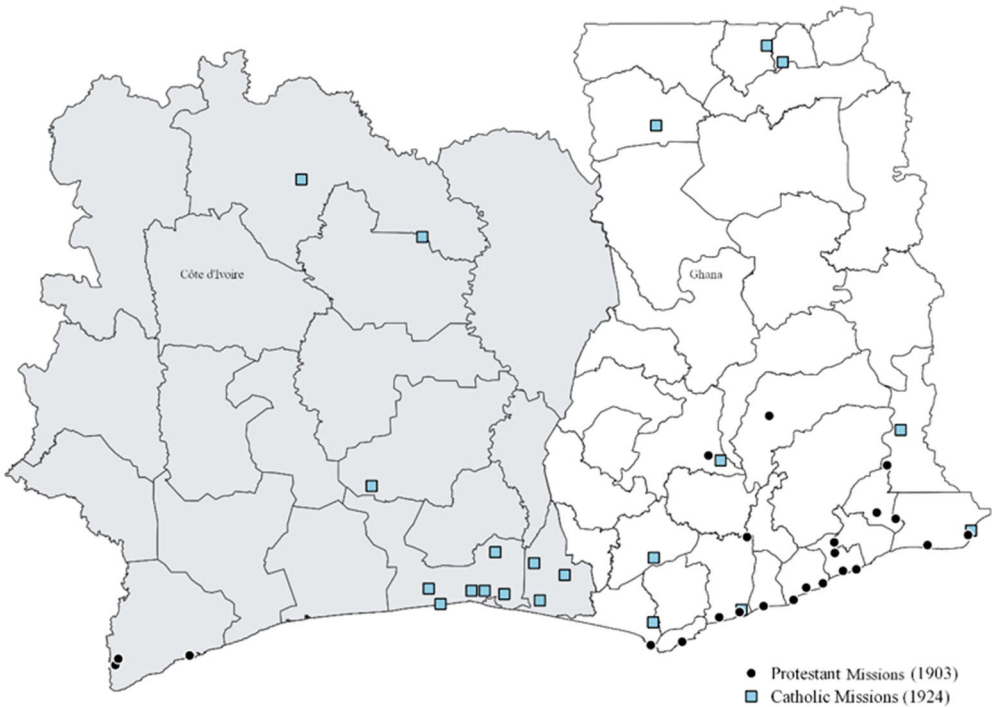 Côte d'Ivoire
Ghana
Protestant Missions (1903)
Catholic Missions (1924)